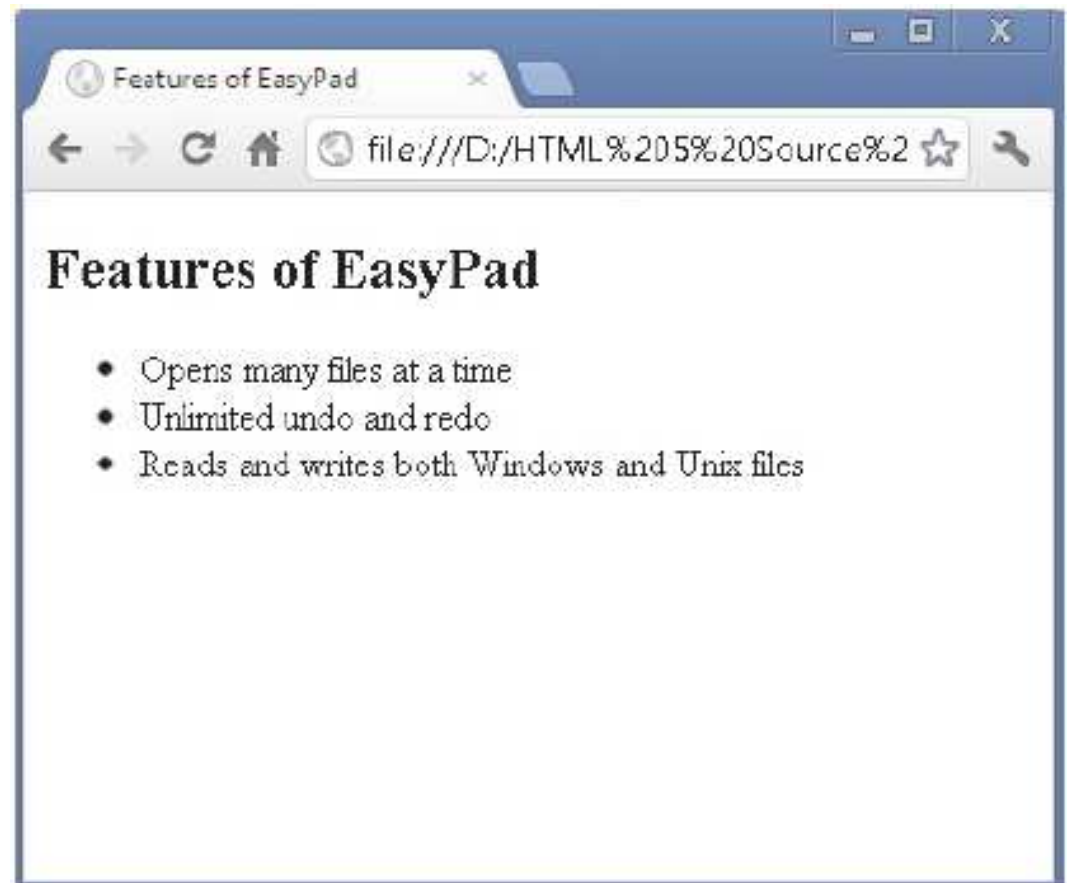 Features of EasyPad
file:///D:/HTML%205%20Source%2
Features of EasyPad
Opens many files at a time
Unlimited undo and redo
Reads and writes both Windows and Unix files